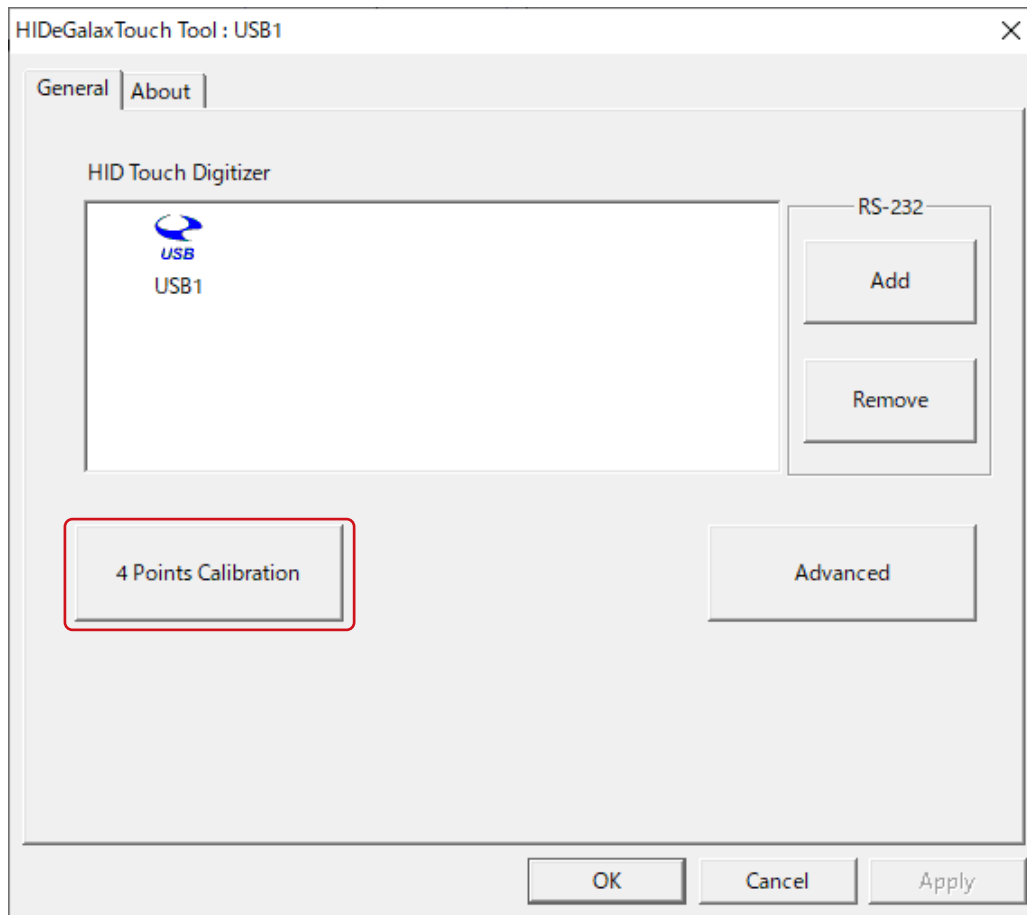 HIDeGalaxTouch Tool : USB1
General
About
HID Touch Digitizer
USB
USB1
RS-232
Add
Remove
4 Points Calibration
Advanced
OK
Cancel
Apply